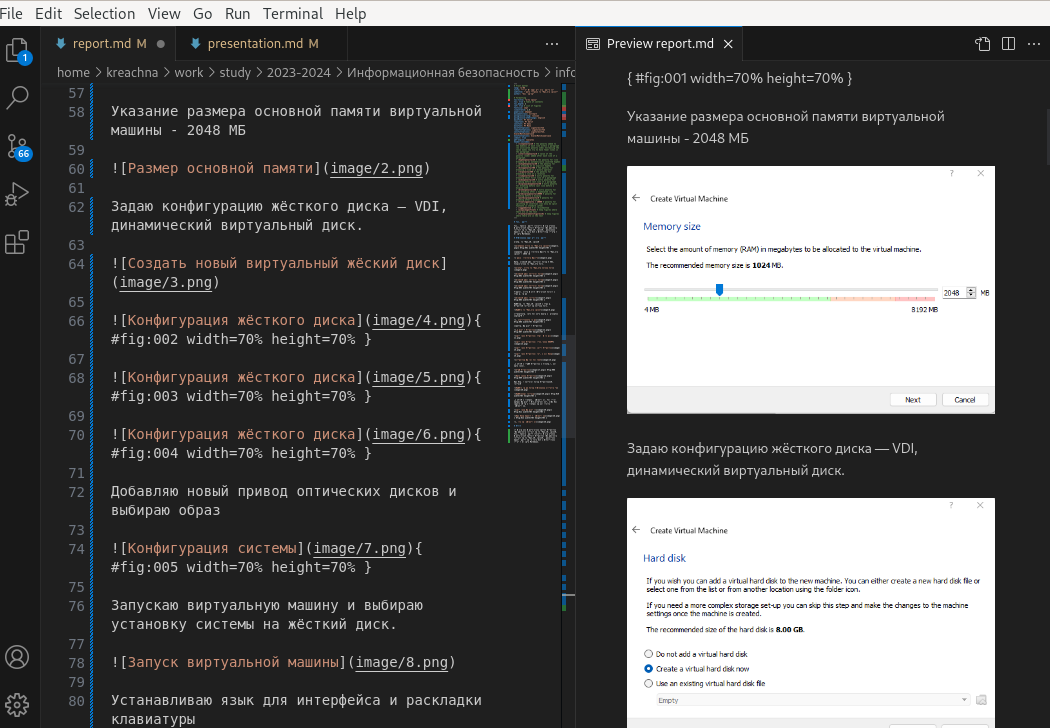 File Edit Selection View Go Run Terminal Help
report.md M
presentation.md M
Preview report.md
home > kreachna > work > study > 2023-2024 > Информационная безопасность > info
1
66
57
58 Указание размера основной памяти виртуальной
машины - 2048 МБ
59
60 ![Размер основной памяти](image/2.png)
61
62 Задаю конфигурацию жёсткого диска – VDI,
динамический виртуальный диск.
63
64 ![Создать новый виртуальный жёский диск]
(image/3.png)
65
66 ![Конфигурация жёсткого диска](image/4.png){
#fig:002 width=70% height=70% }
67
68 ![Конфигурация жёсткого диска](image/5.png){
#fig:003 width=70% height=70% }
69
70 ![Конфигурация жёсткого диска](image/6.png){
#fig:004 width=70% height=70% }
71
72 Добавляю новый привод оптических дисков и
выбираю образ
73
74 ![Конфигурация системы](image/7.png){
#fig:005 width=70% height=70% }
75
76 Запускаю виртуальную машину и выбираю
установку системы на жёсткий диск.
77
78 ![Запуск виртуальной машины](image/8.png)
79
80 Устанавливаю язык для интерфейса и раскладки
клавиатуры
{ #fig:001 width=70% height=70% }
Указание размера основной памяти виртуальной
машины - 2048 МБ
Create Virtual Machine
Memory size
Select the amount of memory (RAM) in megabytes to be allocated to the virtual machine.
The recommended memory size is 1024 MB.
2048 MB
4 MB 8192 MB
Next Cancel
Задаю конфигурацию жёсткого диска — VDI,
динамический виртуальный диск.
Create Virtual Machine
Hard disk
If you wish you can add a virtual hard disk to the new machine. You can either create a new hard disk file or
select one from the list or from another location using the folder icon.
If you need a more complex storage set-up you can skip this step and make the changes to the machine
settings once the machine is created.
The recommended size of the hard disk is 8.00 GB.
Do not add a virtual hard disk
Create a virtual hard disk now
Use an existing virtual hard disk file
Empty